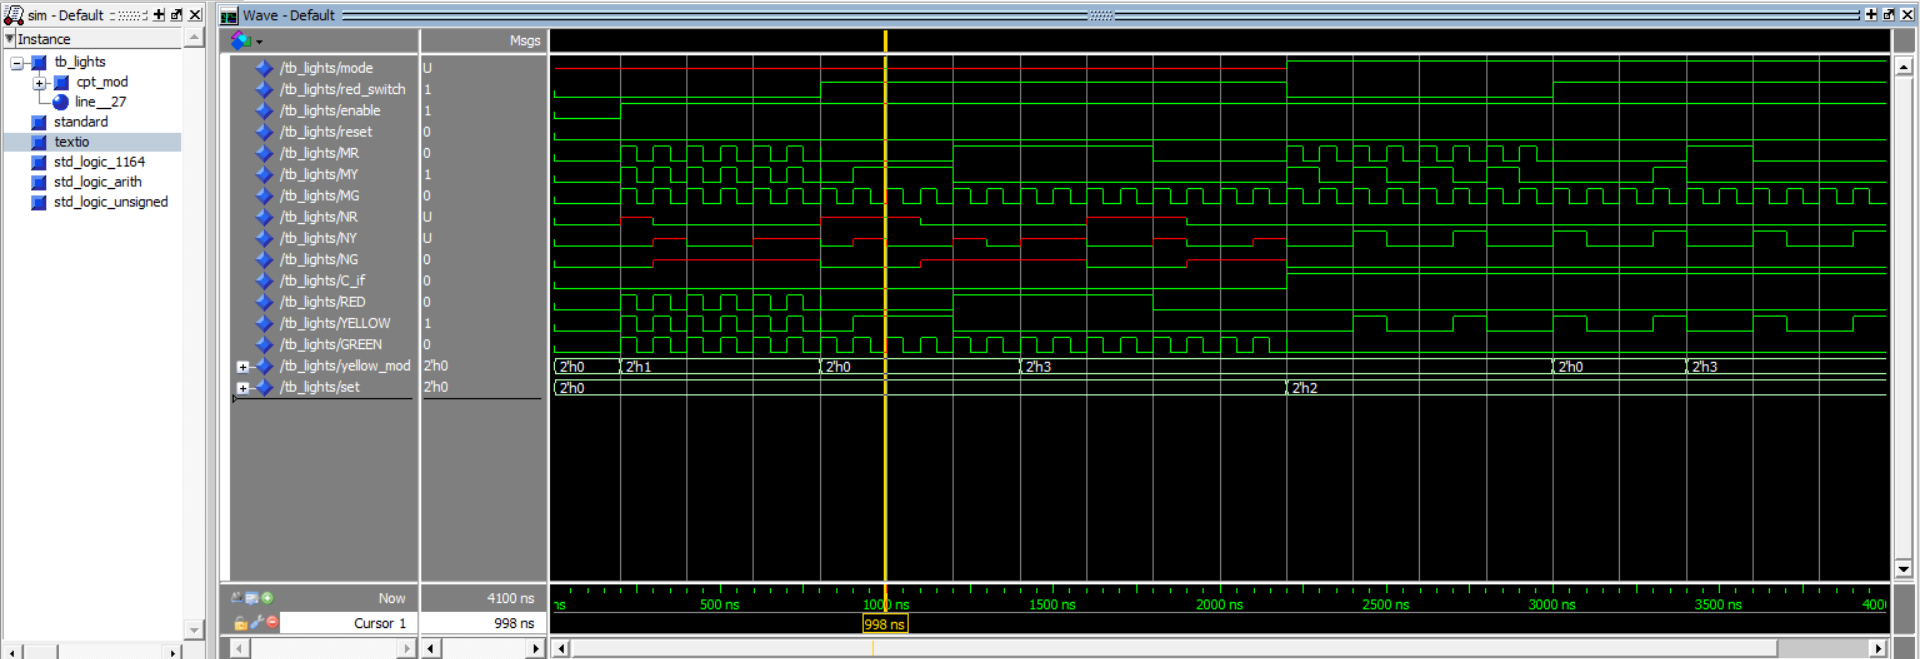 sim - Default
Instance
tb_lights
cpt_mod
line__27
standard
textio
std_logic_1164
std_logic_arith
std_logic_unsigned
Wave - Default
Msgs
/tb_lights/mode U
/tb_lights/red_switch 1
/tb_lights/enable 1
/tb_lights/reset 0
/tb_lights/MR 0
/tb_lights/MY 1
/tb_lights/MG 0
/tb_lights/NR U
/tb_lights/NY U
/tb_lights/NG 0
/tb_lights/C_if 0
/tb_lights/RED 0
/tb_lights/YELLOW 1
/tb_lights/GREEN 0
/tb_lights/yellow_mod 2'h0 2'h0 2'h1 2'h0 2'h3 2'h0 2'h3
/tb_lights/set 2'h0 2'h0 2'h2
Now 4100 ns ns 500 ns 1000 ns 1500 ns 2000 ns 2500 ns 3000 ns 3500 ns 400
Cursor 1 998 ns 998 ns